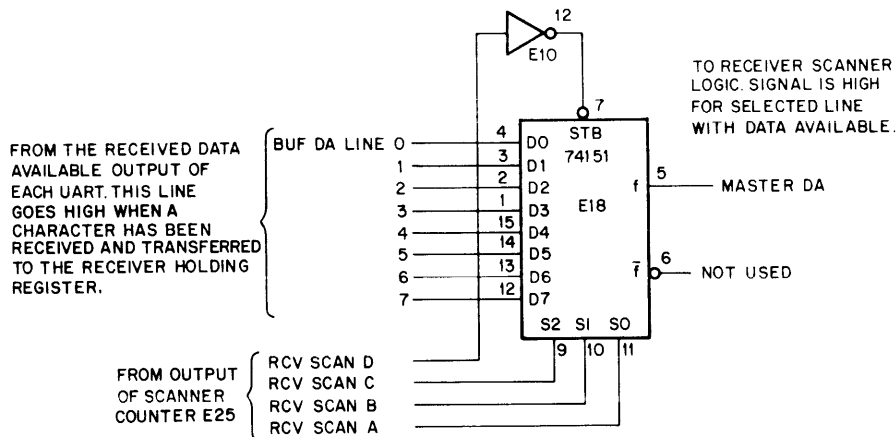 12
E10
TO RECEIVER SCANNER
LOGIC. SIGNAL IS HIGH
FOR SELECTED LINE
WITH DATA AVAILABLE.
7
FROM THE RECEIVED DATA
AVAILABLE OUTPUT OF
EACH UART. THIS LINE
GOES HIGH WHEN A
CHARACTER HAS BEEN
RECEIVED AND TRANSFERRED
TO THE RECEIVER HOLDING
REGISTER.
BUF DA LINE 0 4 D0 STB
1 3 D1 74151
2 2 D2 f 5 MASTER DA
3 1 D3 E18
4 15 D4
5 14 D5
6 13 D6 f̅ 6 NOT USED
7 12 D7
S2 S1 S0
9 10 11
FROM OUTPUT
OF SCANNER
COUNTER E25
RCV SCAN D
RCV SCAN C
RCV SCAN B
RCV SCAN A